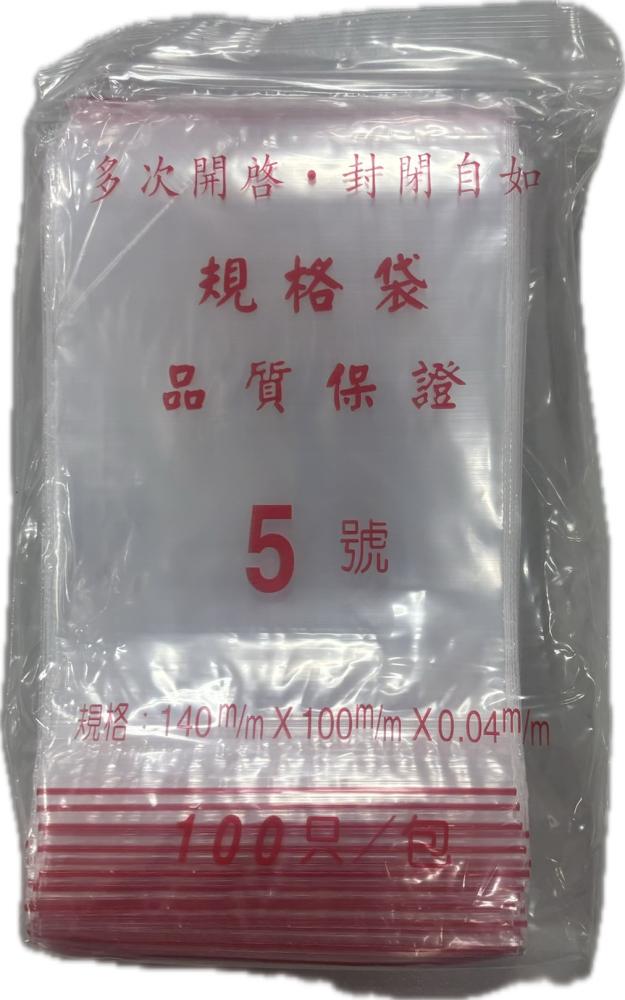 多次開啓·封閉自如
規格袋
品質保證
5號
規格：140m/m X 100m/m X 0.04m/m
100只/包